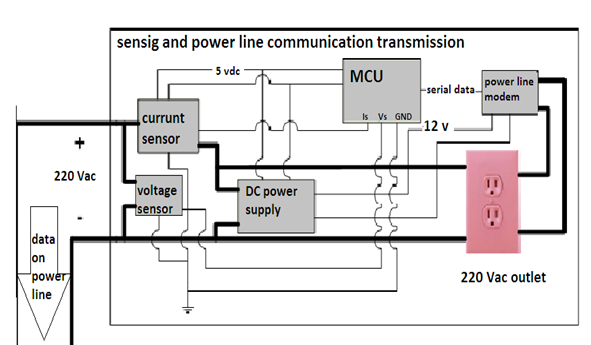 sensig and power line communication transmission
5 vdc
MCU
Is Vs GND
serial data
power line
modem
currunt
sensor
12 v
+
220 Vac
-
voltage
sensor
DC power
supply
data
on
power
line
220 Vac outlet